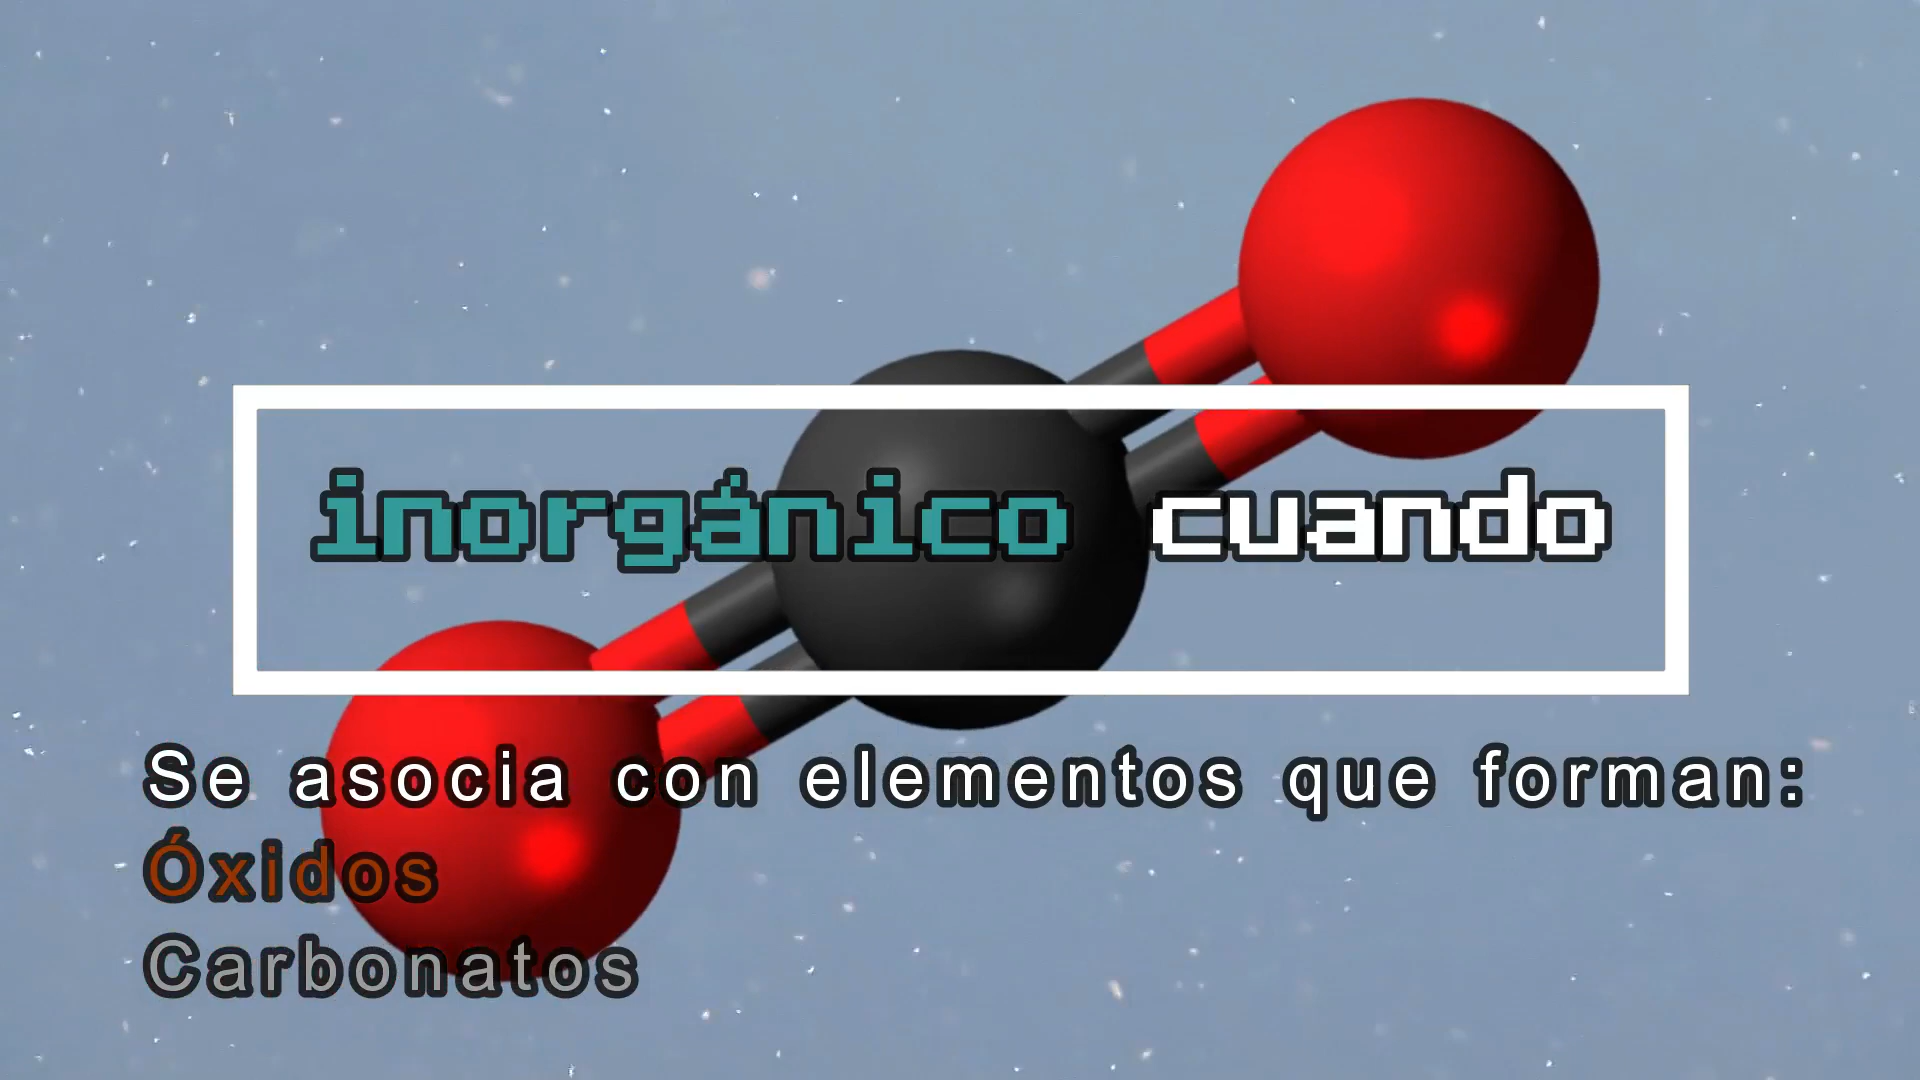 inorgánico cuando
Se asocia con elementos que forman:
Óxidos
Carbonatos